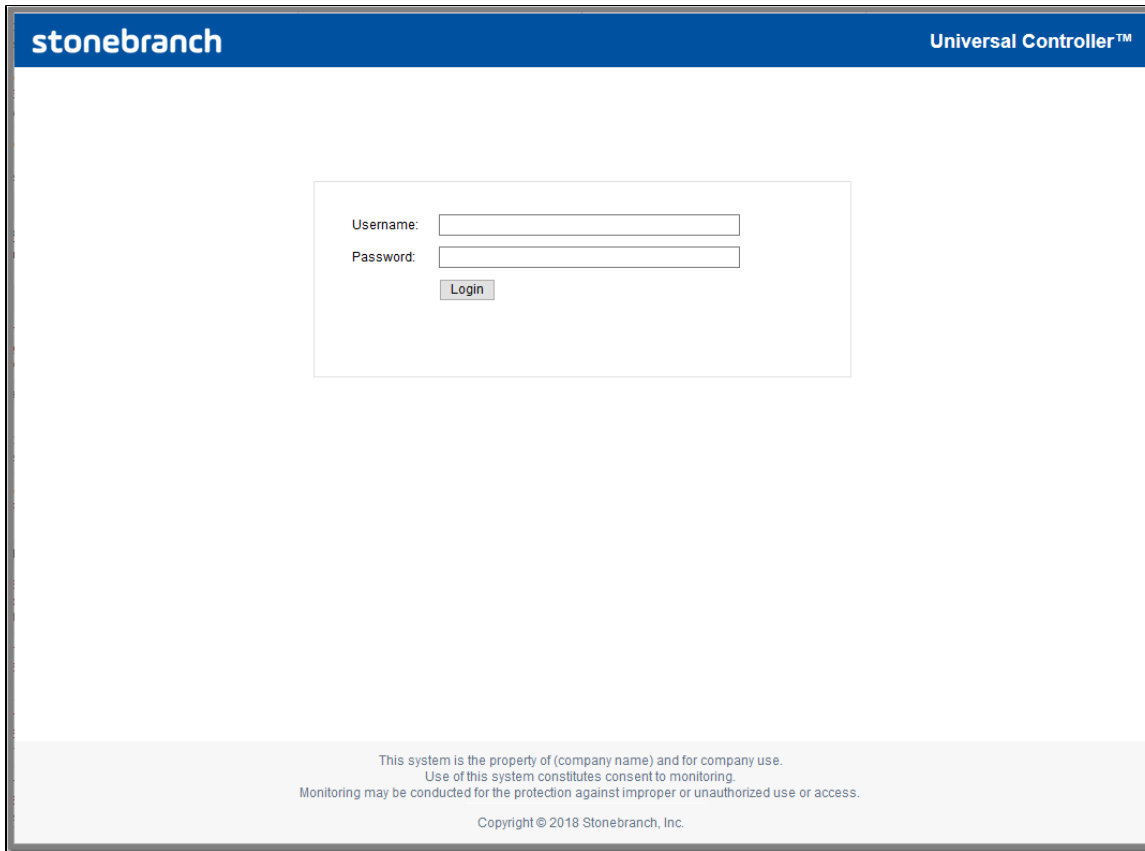 stonebranch
Universal Controller™
Username:
Password:
Login
This system is the property of (company name) and for company use.
Use of this system constitutes consent to monitoring.
Monitoring may be conducted for the protection against improper or unauthorized use or access.
Copyright © 2018 Stonebranch, Inc.